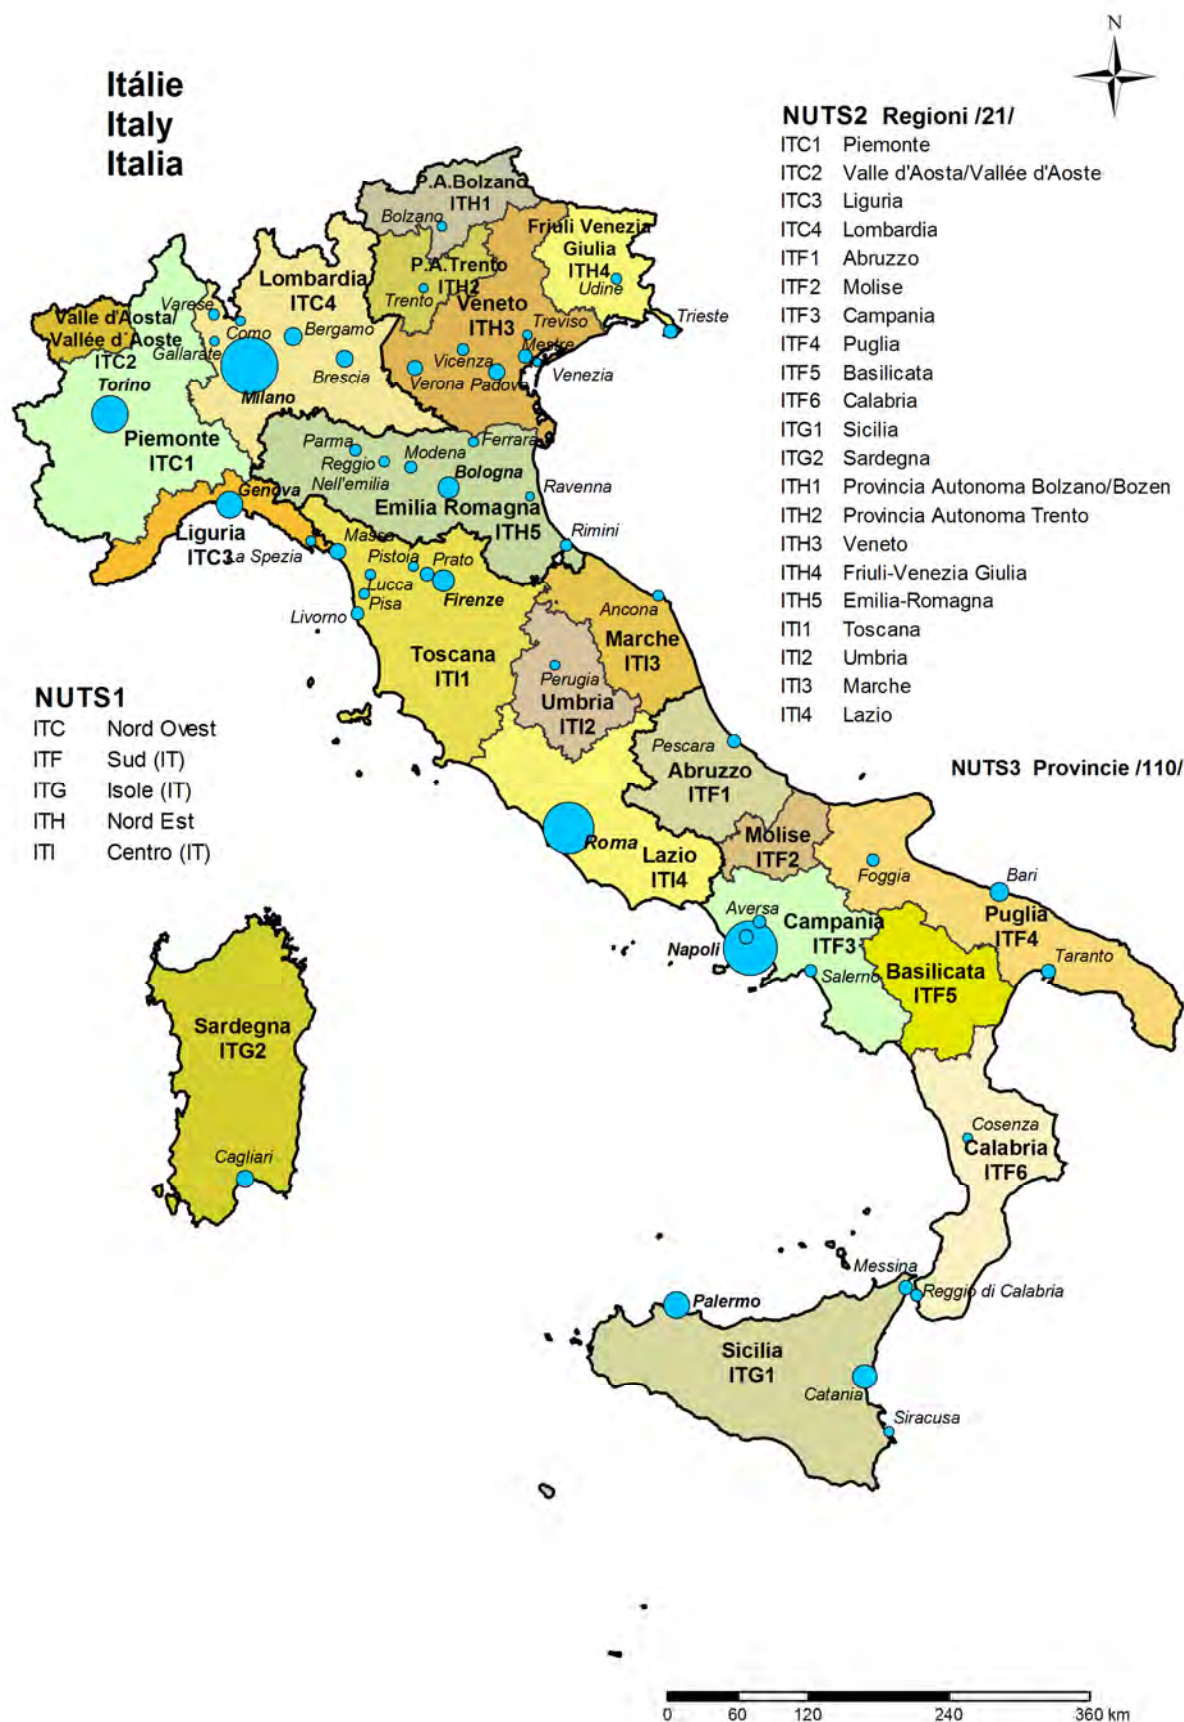 N
Itálie
Italy
Italia
NUTS2 Regioni /21/
ITC1 Piemonte
ITC2 Valle d'Aosta/Vallée d'Aoste
ITC3 Liguria
ITC4 Lombardia
ITF1 Abruzzo
ITF2 Molise
ITF3 Campania
ITF4 Puglia
ITF5 Basilicata
ITF6 Calabria
ITG1 Sicilia
ITG2 Sardegna
ITH1 Provincia Autonoma Bolzano/Bozen
ITH2 Provincia Autonoma Trento
ITH3 Veneto
ITH4 Friuli-Venezia Giulia
ITH5 Emilia-Romagna
ITI1 Toscana
ITI2 Umbria
ITI3 Marche
ITI4 Lazio
NUTS3 Provincie /110/
NUTS1
ITC Nord Ovest
ITF Sud (IT)
ITG Isole (IT)
ITH Nord Est
ITI Centro (IT)
P.A.Bolzano
ITH1
Bolzano
Friuli Venezia
Giulia
ITH4
Udine
Trieste
P.A.Trento
ITH2
Trento
Veneto
ITH3
Treviso
Mestre
Venezia
Vicenza
Padova
Verona
Lombardia
ITC4
Varese
Como
Bergamo
Gallarate
Brescia
Milano
Valle d'Aosta/
Vallée d'Aoste
ITC2
Torino
Piemonte
ITC1
Genova
Liguria
ITC3
La Spezia
Parma
Reggio
Nell'emilia
Modena
Ferrara
Bologna
Ravenna
Emilia Romagna
ITH5
Rimini
Massa
Pistoia
Prato
Lucca
Pisa
Firenze
Livorno
Toscana
ITI1
Ancona
Marche
ITI3
Perugia
Umbria
ITI2
Pescara
Abruzzo
ITF1
Roma
Lazio
ITI4
Molise
ITF2
Foggia
Bari
Puglia
ITF4
Taranto
Aversa
Campania
ITF3
Napoli
Salerno
Basilicata
ITF5
Sardegna
ITG2
Cagliari
Cosenza
Calabria
ITF6
Messina
Reggio di Calabria
Palermo
Sicilia
ITG1
Catania
Siracusa
0 60 120 240 360 km